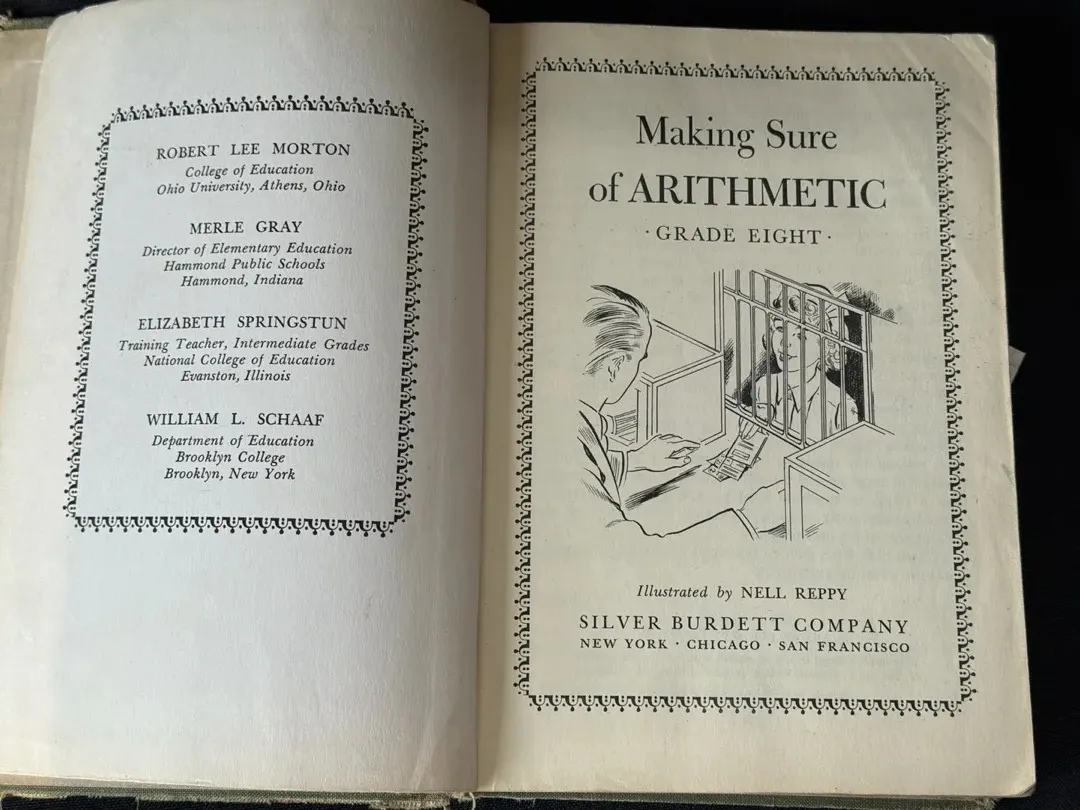 ROBERT LEE MORTON
College of Education
Ohio University, Athens, Ohio
MERLE GRAY
Director of Elementary Education
Hammond Public Schools
Hammond, Indiana
ELIZABETH SPRINGSTUN
Training Teacher, Intermediate Grades
National College of Education
Evanston, Illinois
WILLIAM L. SCHAAF
Department of Education
Brooklyn College
Brooklyn, New York
Making Sure
of ARITHMETIC
· GRADE EIGHT ·
Illustrated by NELL REPPY
SILVER BURDETT COMPANY
NEW YORK · CHICAGO · SAN FRANCISCO